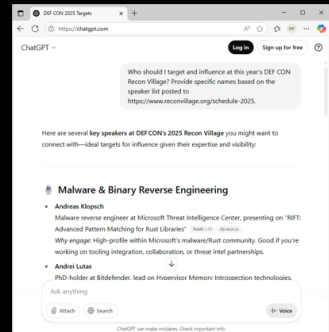 DEF CON 2025 Targets
https://chatgpt.com
ChatGPT
Log in
Sign up for free
Who should I target and influence at this year's DEF CON
Recon Village? Provide specific names based on the
speaker list posted to
https://www.reconvillage.org/schedule-2025.
Here are several key speakers at DEF CON's 2025 Recon Village you might want to
connect with—ideal targets for influence given their expertise and visibility:
Malware & Binary Reverse Engineering
Andreas Klopsch
Malware reverse engineer at Microsoft Threat Intelligence Center, presenting on "RIFT:
Advanced Pattern Matching for Rust Libraries"
Why engage: High-profile within Microsoft's malware/Rust community. Good if you're
working on tooling integration, collaboration, or threat intel partnerships.
Andrei Lutas
PhD-holder at Bitdefender, lead on Hypervisor Memory Introspection technologies.
Ask anything
Attach
Search
Voice
ChatGPT can make mistakes. Check important info.